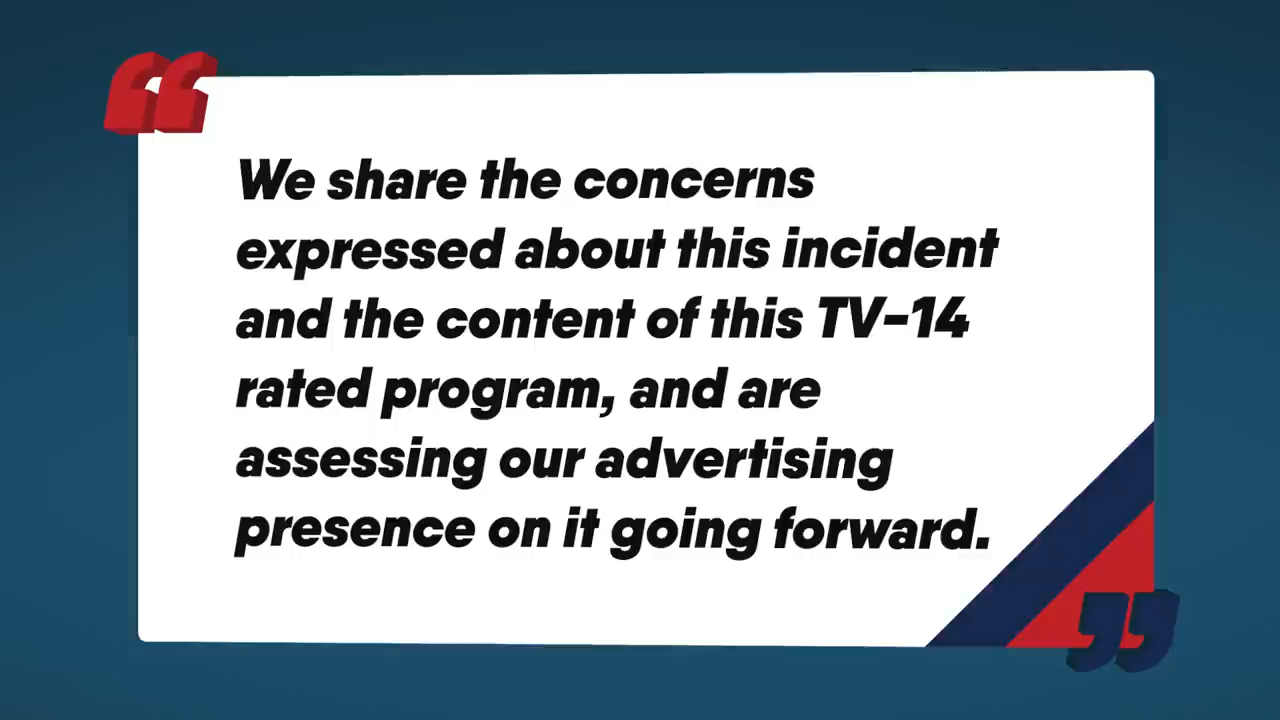 We share the concerns
expressed about this incident
and the content of this TV-14
rated program, and are
assessing our advertising
presence on it going forward.